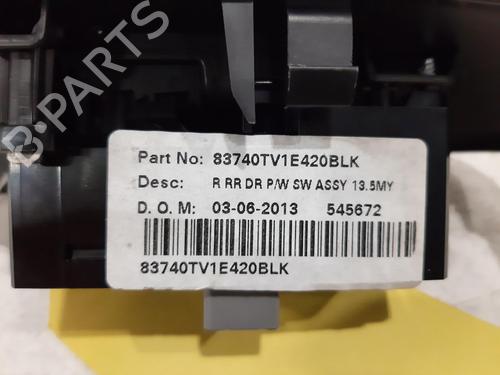 B-PARTS
Part No: 83740TV1E420BLK
Desc: R RR DR P/W SW ASSY 13.5MY
D. O. M: 03-06-2013 545672
83740TV1E420BLK